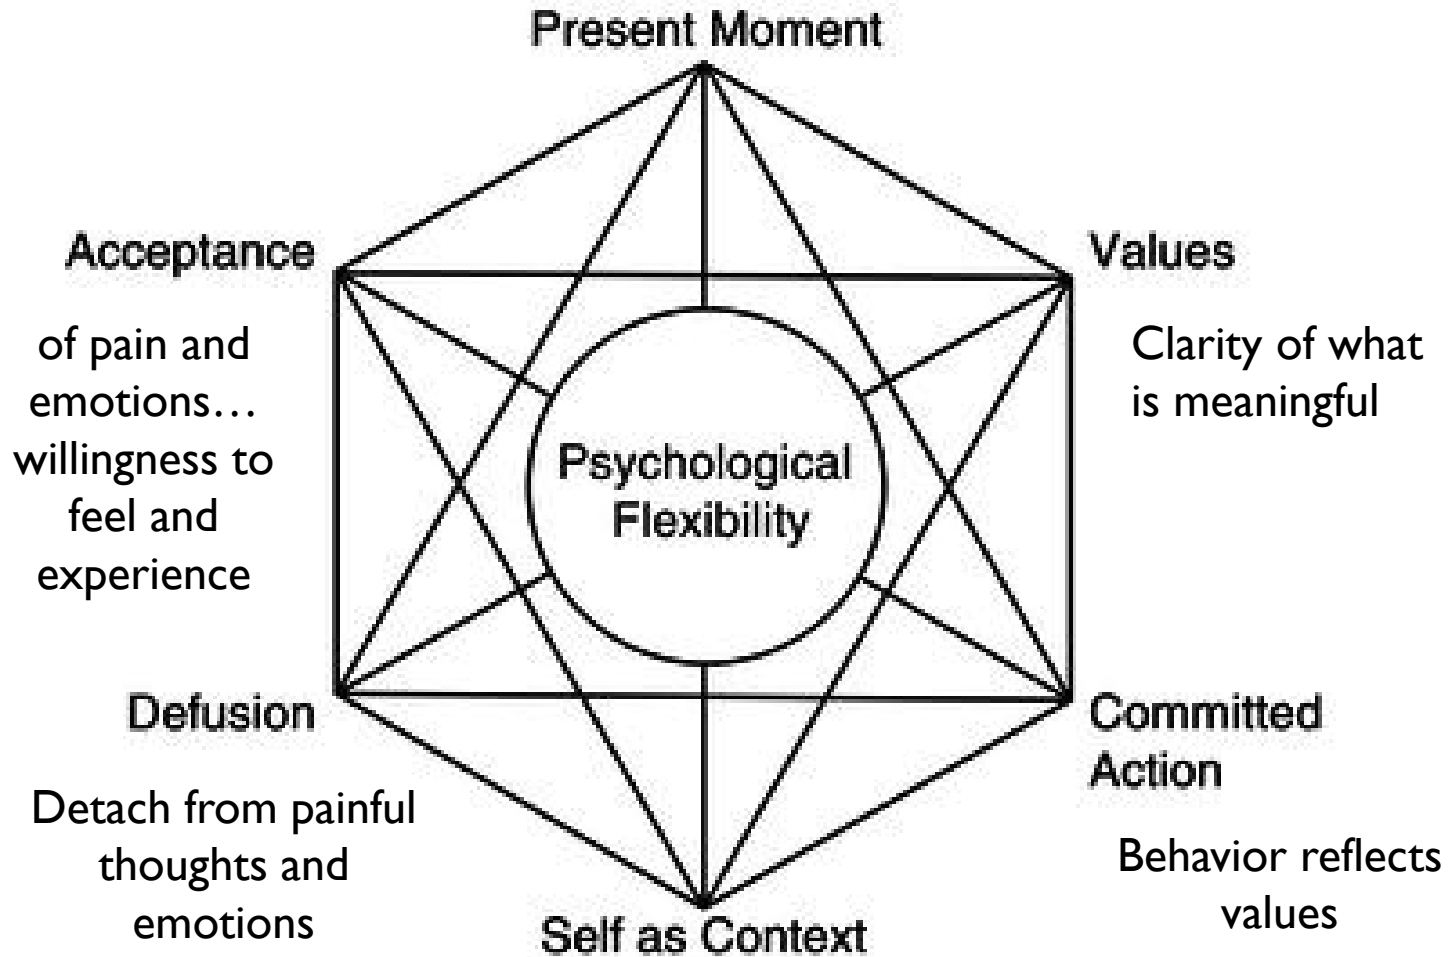 Present Moment
Acceptance
of pain and
emotions…
willingness to
feel and
experience
Values
Clarity of what
is meaningful
Psychological
Flexibility
Defusion
Detach from painful
thoughts and
emotions
Committed
Action
Behavior reflects
values
Self as Context